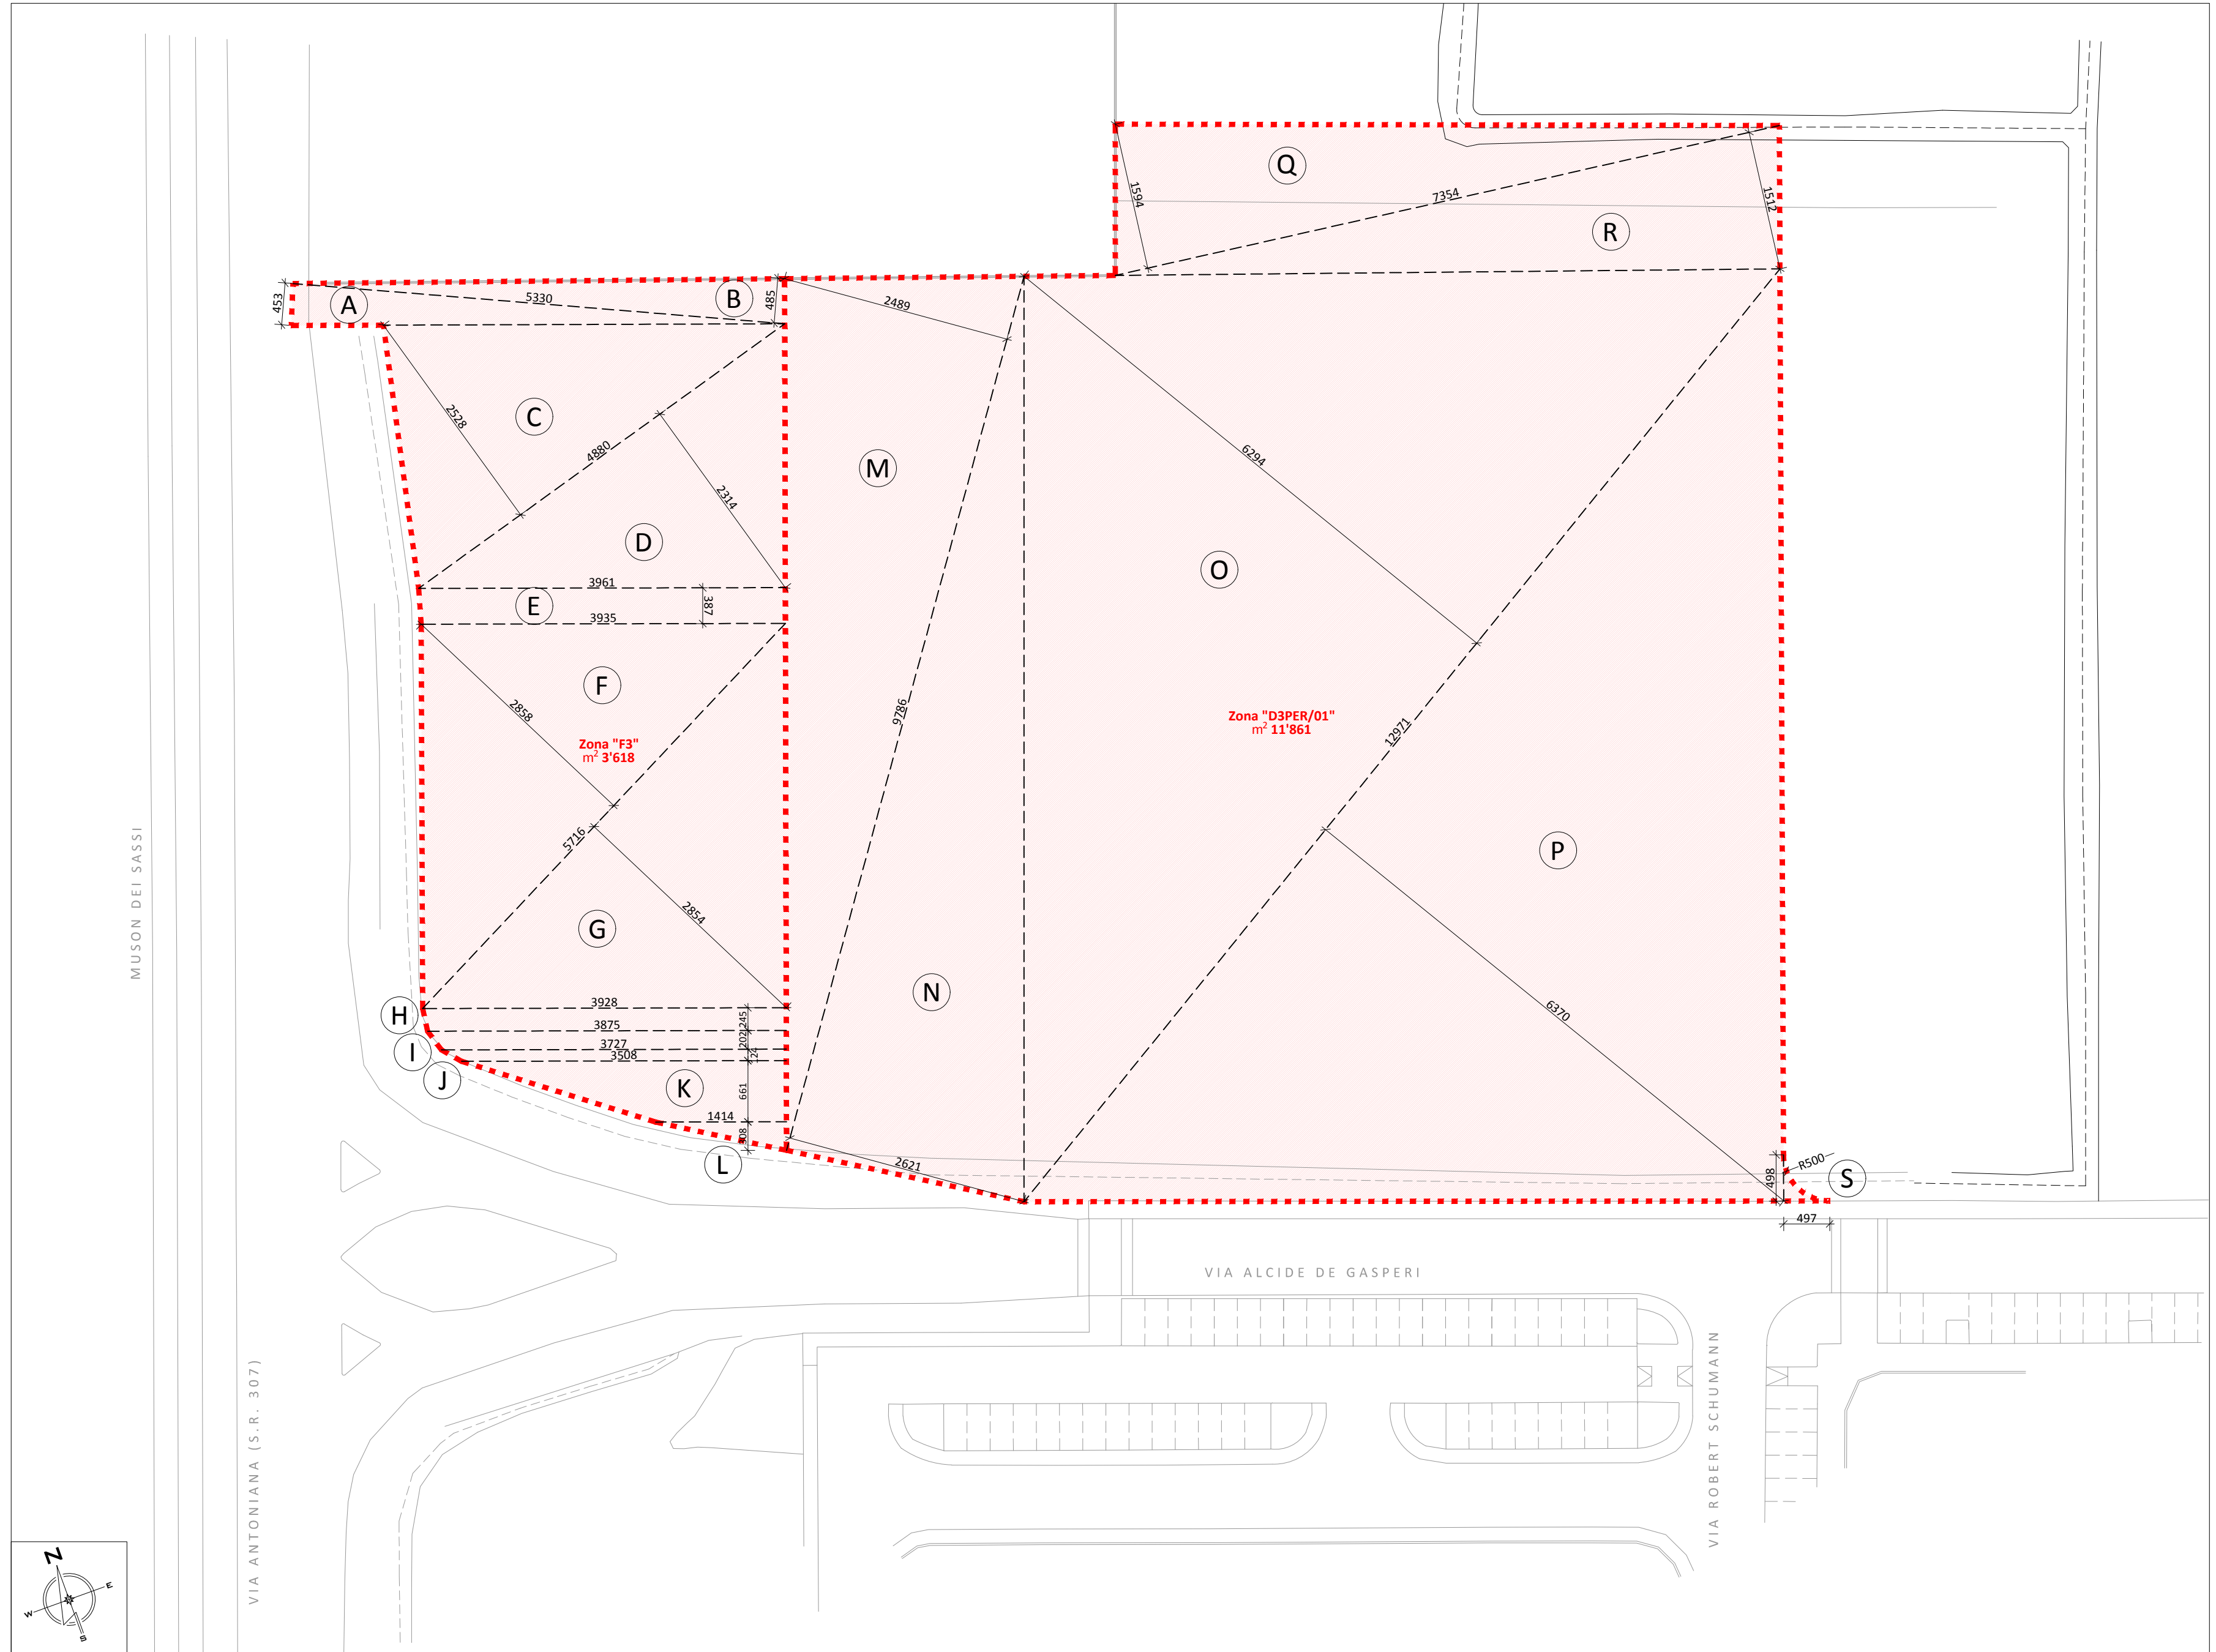 Q
1594
7354
1512
R
453
A
5330
B
485
2489
2528
C
4880
2314
M
6294
D
3961
387
E
3935
O
F
2858
9786
Zona "D3PER/01"
m² 11'861
Zona "F3"
m² 3'618
12971
5716
P
MUSON DEI SASSI
2854
G
N
3928
H
245
6370
3875
202
3727
I
124
3508
J
K
661
1414
308
L
2621
R500
498
S
497
VIA ALCIDE DE GASPERI
VIA ROBERT SCHUMANN
VIA ANTONIANA (S.R. 307)
N
E
W
S